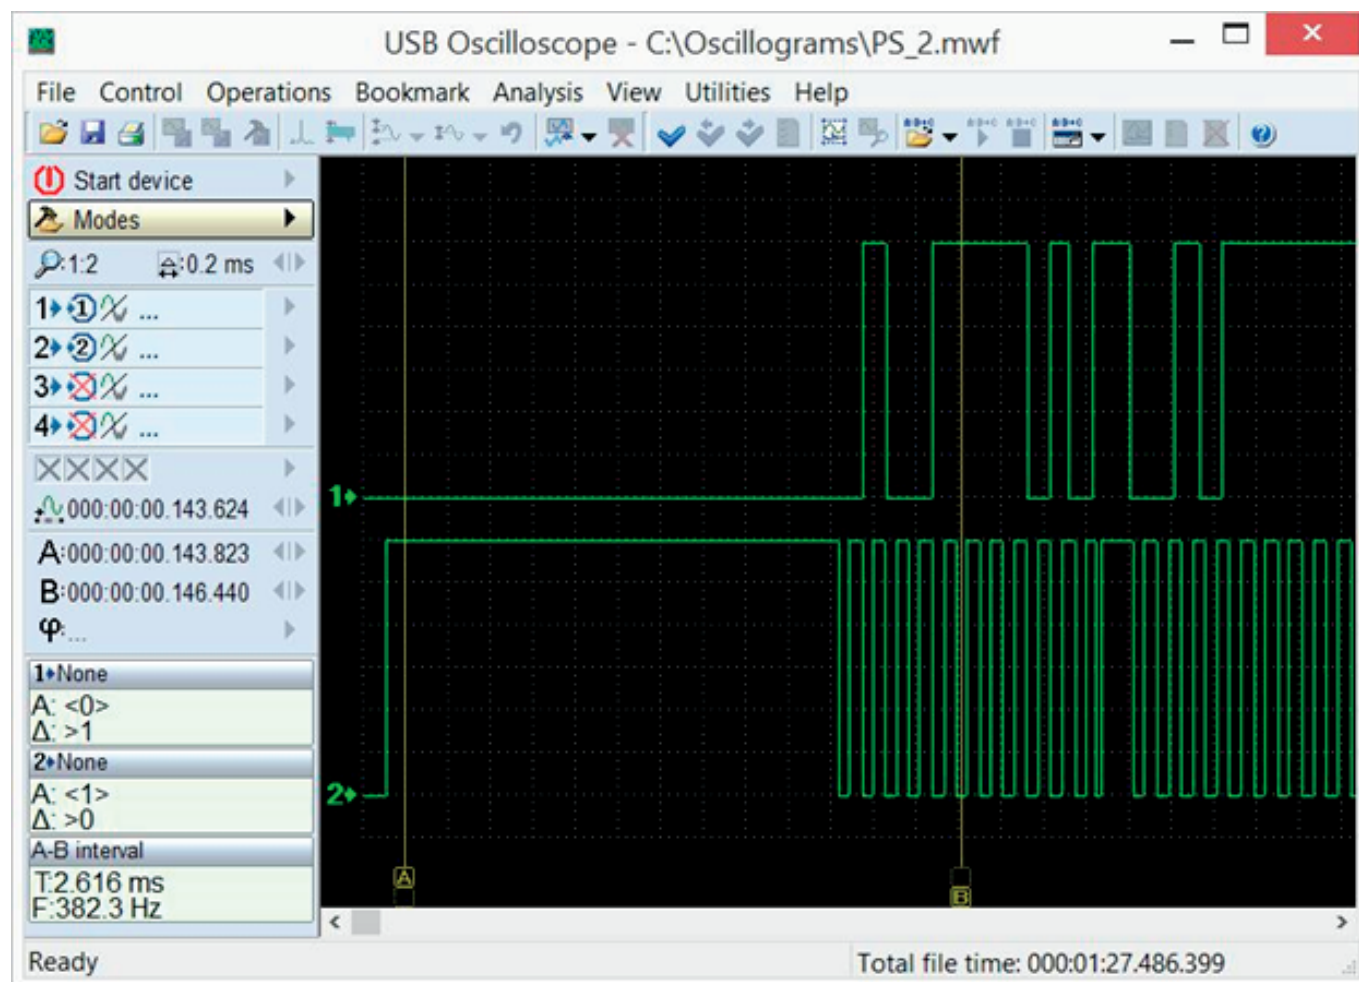 USB Oscilloscope - C:\Oscillograms\PS_2.mwf
File Control Operations Bookmark Analysis View Utilities Help
Start device
Modes
:1:2 :0.2 ms
1 1 ...
2 2 ...
3 ...
4 ...
:000:00:00.143.624
A:000:00:00.143.823
B:000:00:00.146.440
φ:...
1 None
A: <0>
Δ: >1
2 None
A: <1>
Δ: >0
A-B interval
T:2.616 ms
F:382.3 Hz
1
2
A
B
Ready
Total file time: 000:01:27.486.399